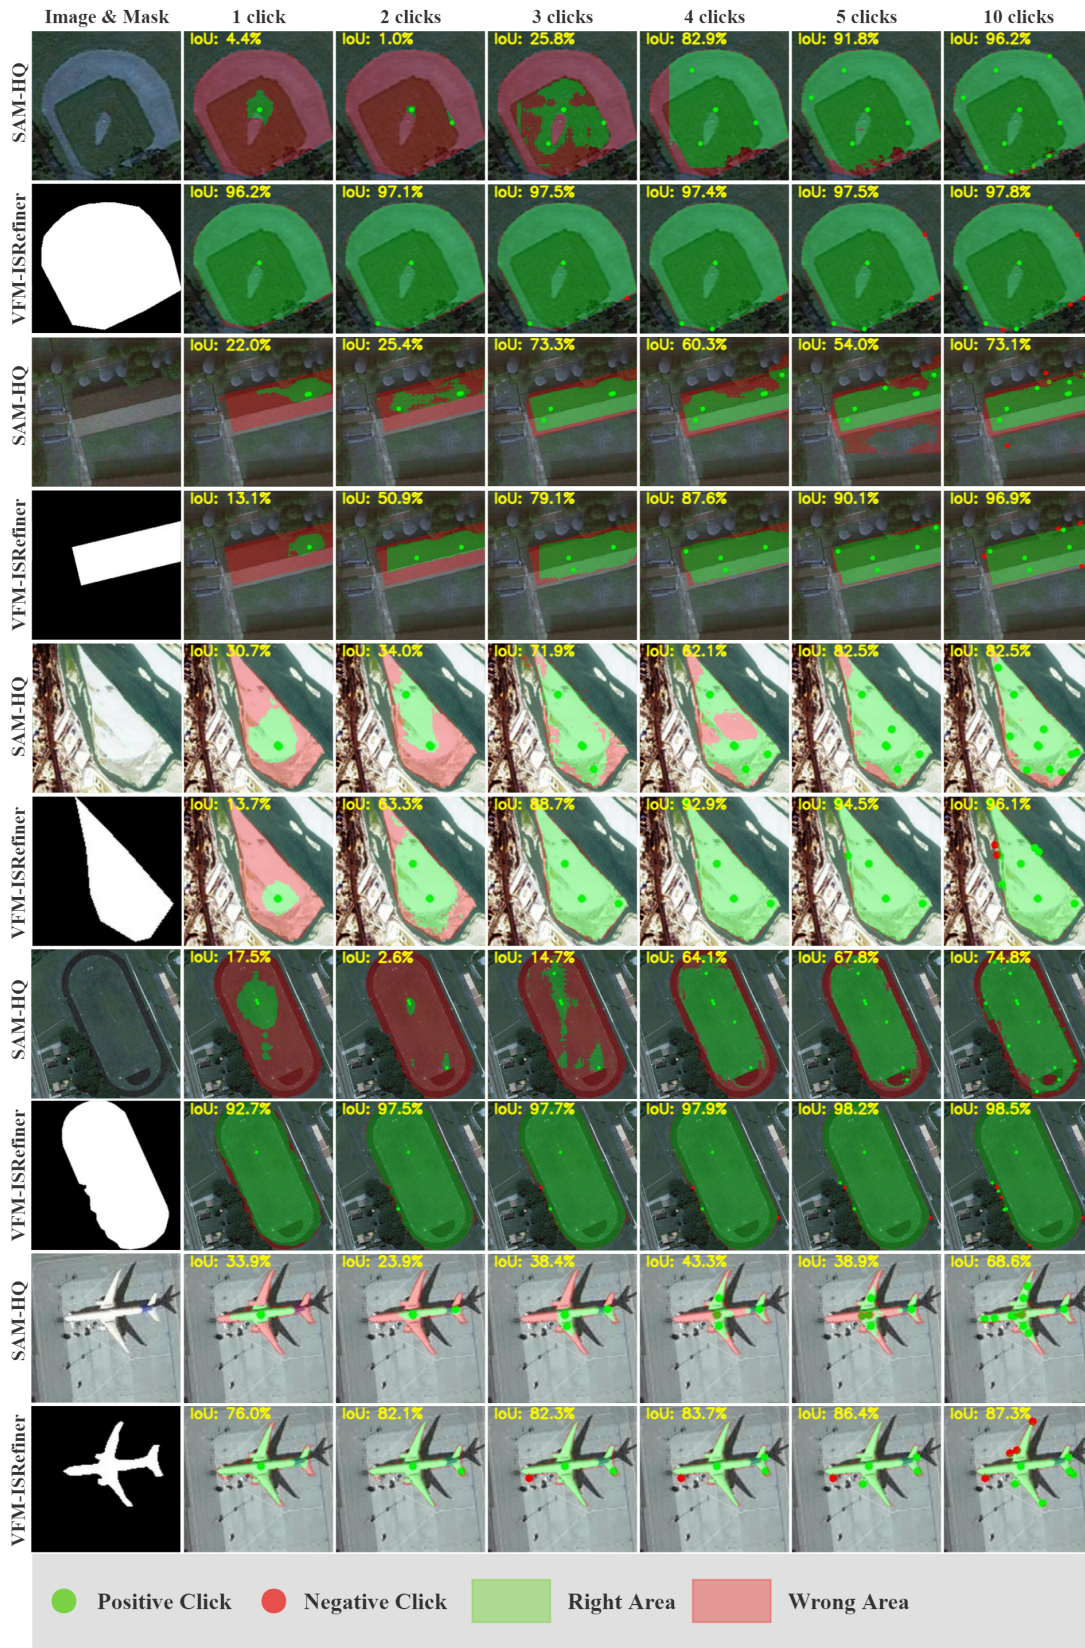 Image & Mask 1 click 2 clicks 3 clicks 4 clicks 5 clicks 10 clicks
SAM-HQ IoU: 4.4% IoU: 1.0% IoU: 25.8% IoU: 82.9% IoU: 91.8% IoU: 96.2%
VFM-ISRefiner IoU: 96.2% IoU: 97.1% IoU: 97.5% IoU: 97.4% IoU: 97.5% IoU: 97.8%
SAM-HQ IoU: 22.0% IoU: 25.4% IoU: 73.3% IoU: 60.3% IoU: 54.0% IoU: 73.1%
VFM-ISRefiner IoU: 13.1% IoU: 50.9% IoU: 79.1% IoU: 87.6% IoU: 90.1% IoU: 96.9%
SAM-HQ IoU: 30.7% IoU: 34.0% IoU: 71.9% IoU: 62.1% IoU: 82.5% IoU: 82.5%
VFM-ISRefiner IoU: 13.7% IoU: 63.3% IoU: 88.7% IoU: 92.9% IoU: 94.5% IoU: 96.1%
SAM-HQ IoU: 17.5% IoU: 2.6% IoU: 14.7% IoU: 64.1% IoU: 67.8% IoU: 74.8%
VFM-ISRefiner IoU: 92.7% IoU: 97.5% IoU: 97.7% IoU: 97.9% IoU: 98.2% IoU: 98.5%
SAM-HQ IoU: 33.9% IoU: 23.9% IoU: 38.4% IoU: 43.3% IoU: 38.9% IoU: 68.6%
VFM-ISRefiner IoU: 76.0% IoU: 82.1% IoU: 82.3% IoU: 83.7% IoU: 86.4% IoU: 87.3%
Positive Click Negative Click Right Area Wrong Area